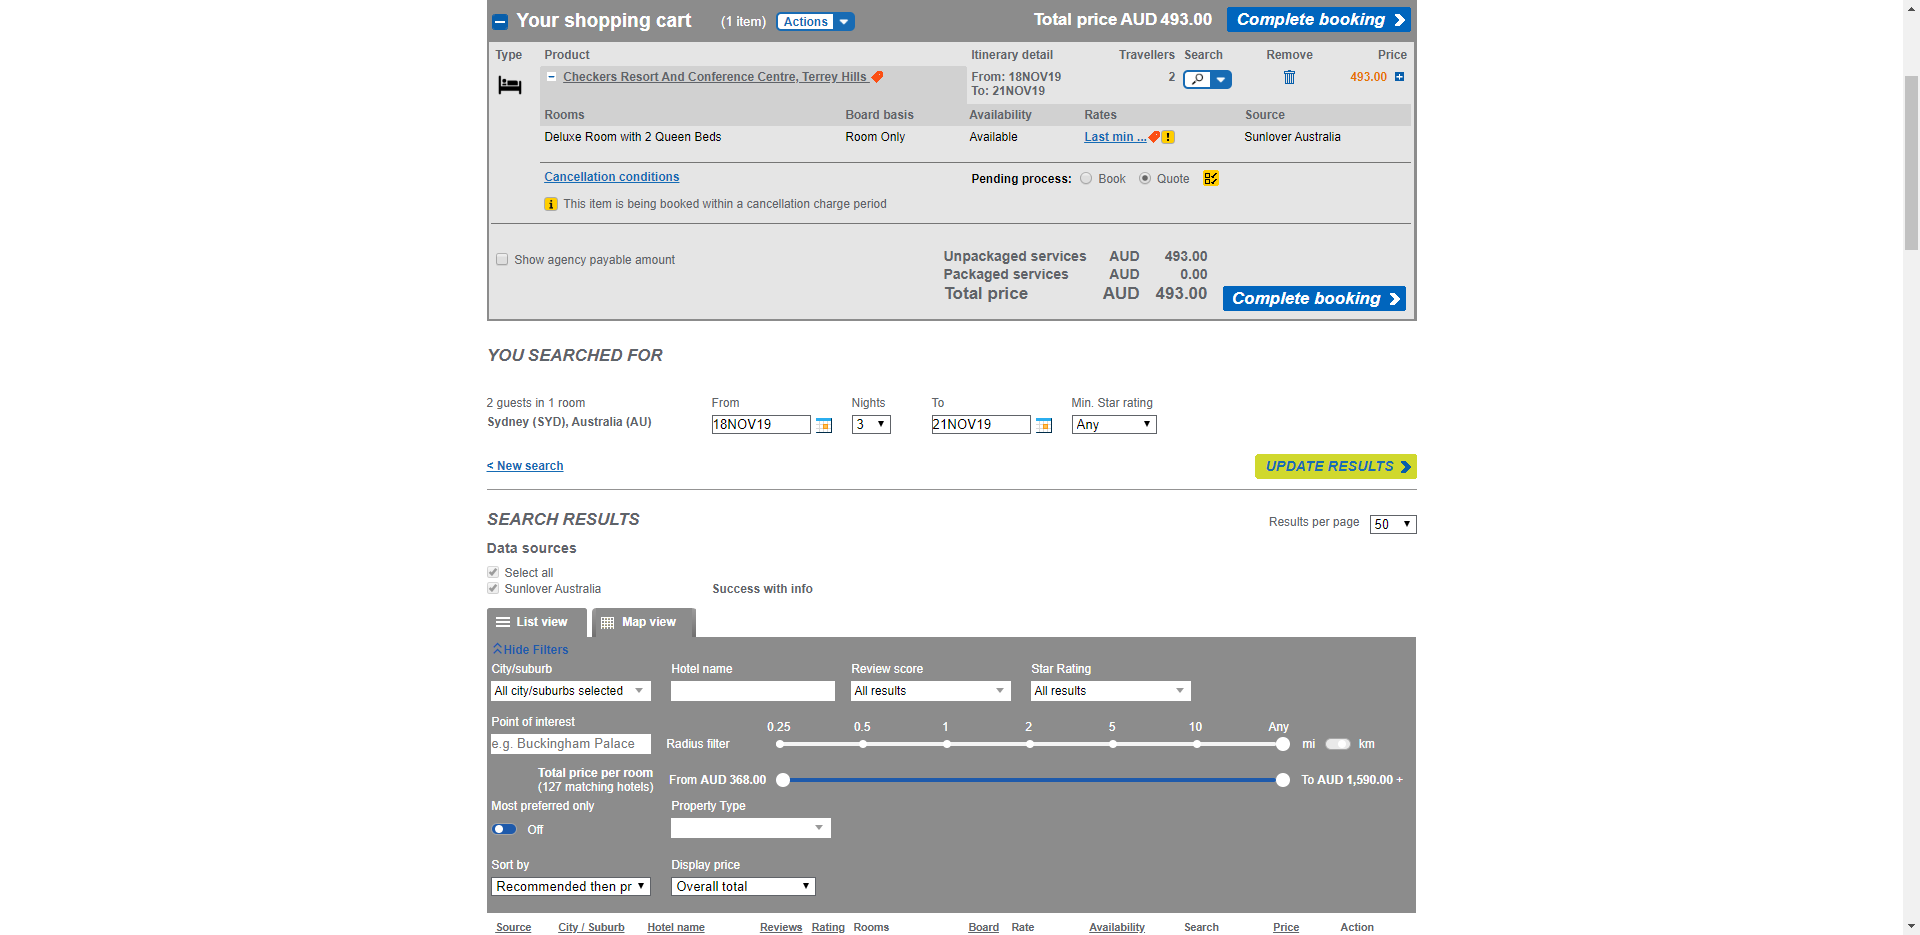 Your shopping cart (1 item) Actions Total price AUD 493.00 Complete booking
Type Product Itinerary detail Travellers Search Remove Price
Checkers Resort And Conference Centre, Terrey Hills From: 18NOV19 2 493.00
To: 21NOV19
Rooms Board basis Availability Rates Source
Deluxe Room with 2 Queen Beds Room Only Available Last min ... Sunlover Australia
Cancellation conditions Pending process: Book Quote
This item is being booked within a cancellation charge period
Show agency payable amount
Unpackaged services AUD 493.00
Packaged services AUD 0.00
Total price AUD 493.00 Complete booking
YOU SEARCHED FOR
2 guests in 1 room From Nights To Min. Star rating
Sydney (SYD), Australia (AU) 18NOV19 3 21NOV19 Any
< New search UPDATE RESULTS
SEARCH RESULTS Results per page 50
Data sources
Select all
Sunlover Australia Success with info
List view Map view
Hide Filters
City/suburb Hotel name Review score Star Rating
All city/suburbs selected All results All results
Point of interest 0.25 0.5 1 2 5 10 Any
e.g. Buckingham Palace Radius filter mi km
Total price per room From AUD 368.00 To AUD 1,590.00 +
(127 matching hotels)
Most preferred only Property Type
Off
Sort by Display price
Recommended then pr Overall total
Source City / Suburb Hotel name Reviews Rating Rooms Board Rate Availability Search Price Action